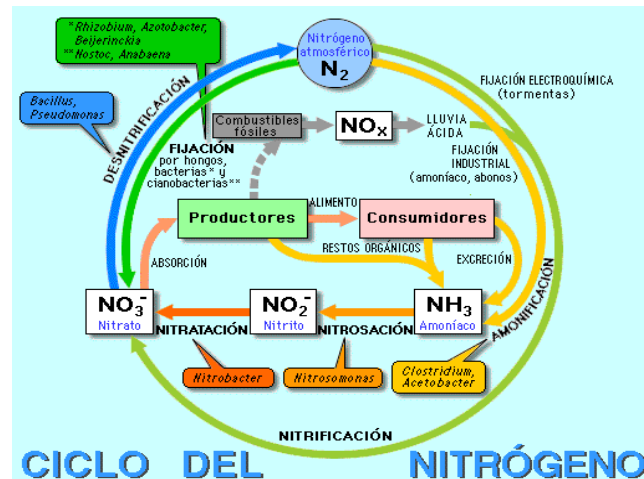 * Rhizobium, Azotobacter,
Beijerinckia
** Nostoc, Anabaena
Nitrógeno
atmosférico
N₂
FIJACIÓN ELECTROQUÍMICA
(tormentas)
Bacillus,
Pseudomonas
DESNITRIFICACIÓN
Combustibles
fósiles
NOₓ
LLUVIA
ÁCIDA
FIJACIÓN
por hongos,
bacterias* y
cianobacterias**
FIJACIÓN
INDUSTRIAL
(amoníaco, abonos)
Productores
ALIMENTO
Consumidores
RESTOS ORGÁNICOS
ABSORCIÓN
EXCRECIÓN
NO₃⁻
Nitrato
NITRATACIÓN
NO₂⁻
Nitrito
NITROSACIÓN
NH₃
Amoníaco
AMONIFICACIÓN
Nitrobacter
Nitrosomonas
Clostridium,
Acetobacter
NITRIFICACIÓN
CICLO DEL NITRÓGENO